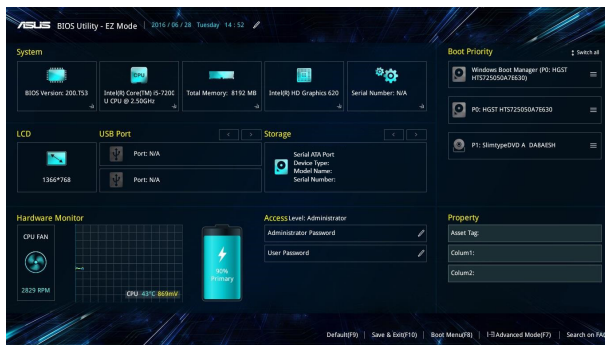 ASUS BIOS Utility - EZ Mode 2016 / 06 / 28 Tuesday 14 : 52
System
BIOS Version: 200.T53
Intel(R) Core(TM) i5-7200
U CPU @ 2.50GHz
CPU
Total Memory: 8192 MB
Intel(R) HD Graphics 620
Serial Number: N/A
Boot Priority
Switch all
Windows Boot Manager (P0: HGST
HTS725050A76630)
P0: HGST HTS725050A7E630
P1: SlimtypeDVD A DA8AESH
LCD
1366*768
USB Port
Port: N/A
Port: N/A
Storage
Serial ATA Port
Device Type:
Model Name:
Serial Number:
Hardware Monitor
CPU FAN
2829 RPM
CPU 43°C 869mV
90%
Primary
Access Level: Administrator
Administrator Password
User Password
Property
Asset Tag:
Colum1:
Colum2:
Default(F9) Save & Exit(F10) Boot Menu(F8) Advanced Mode(F7) Search on FAQ